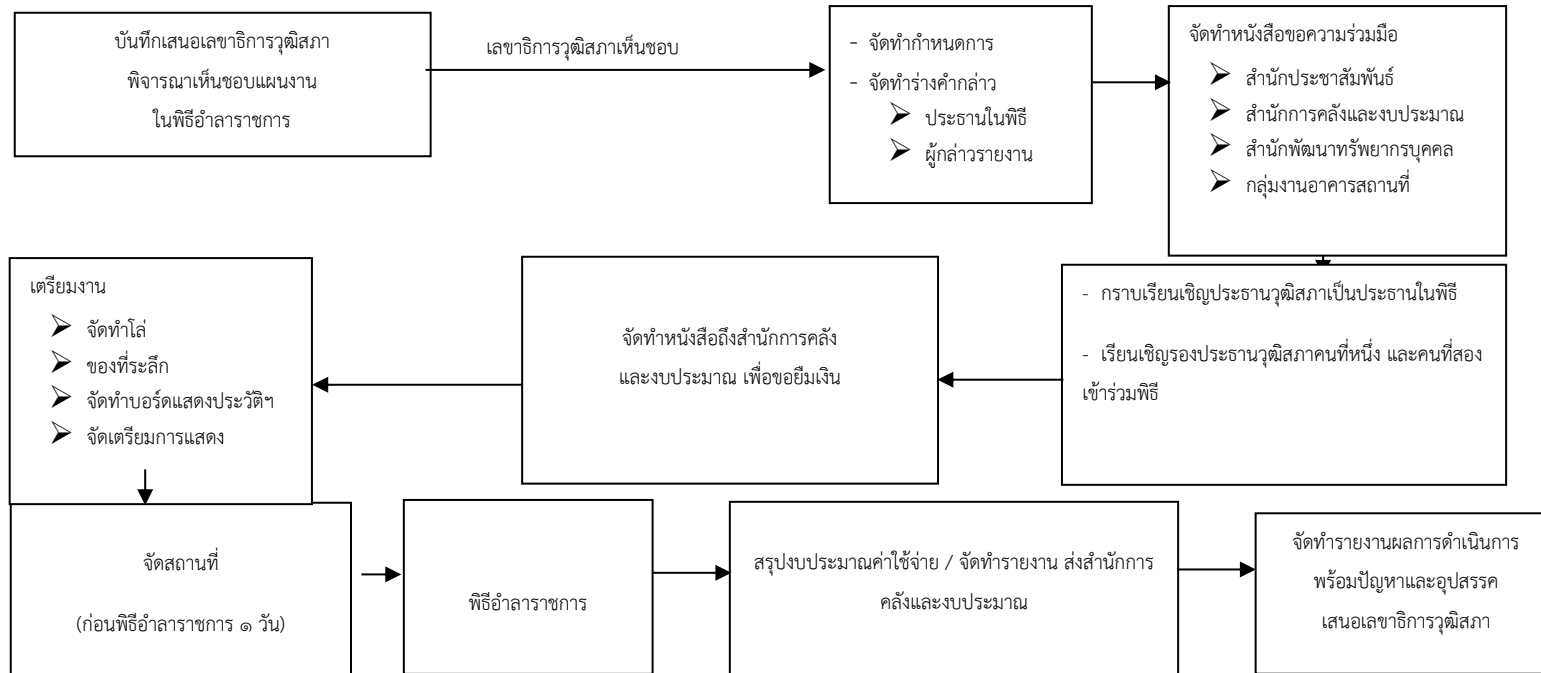 บันทึกเสนอเลขาธิการวุฒิสภา
พิจารณาเห็นชอบแผนงาน
ในพิธีอำลาราชการ
เลขาธิการวุฒิสภาเห็นชอบ
- จัดทำกำหนดการ
- จัดทำร่างคำกล่าว
➢ ประธานในพิธี
➢ ผู้กล่าวรายงาน
จัดทำหนังสือขอความร่วมมือ
➢ สำนักประชาสัมพันธ์
➢ สำนักการคลังและงบประมาณ
➢ สำนักพัฒนาทรัพยากรบุคคล
➢ กลุ่มงานอาคารสถานที่
- กราบเรียนเชิญประธานวุฒิสภาเป็นประธานในพิธี
- เรียนเชิญรองประธานวุฒิสภาคนที่หนึ่ง และคนที่สอง
เข้าร่วมพิธี
จัดทำหนังสือถึงสำนักการคลัง
และงบประมาณ เพื่อขอยืมเงิน
เตรียมงาน
➢ จัดทำโล่
➢ ของที่ระลึก
➢ จัดทำบอร์ดแสดงประวัติฯ
➢ จัดเตรียมการแสดง
จัดสถานที่
(ก่อนพิธีอำลาราชการ ๑ วัน)
พิธีอำลาราชการ
สรุปงบประมาณค่าใช้จ่าย / จัดทำรายงาน ส่งสำนักการ
คลังและงบประมาณ
จัดทำรายงานผลการดำเนินการ
พร้อมปัญหาและอุปสรรค
เสนอเลขาธิการวุฒิสภา